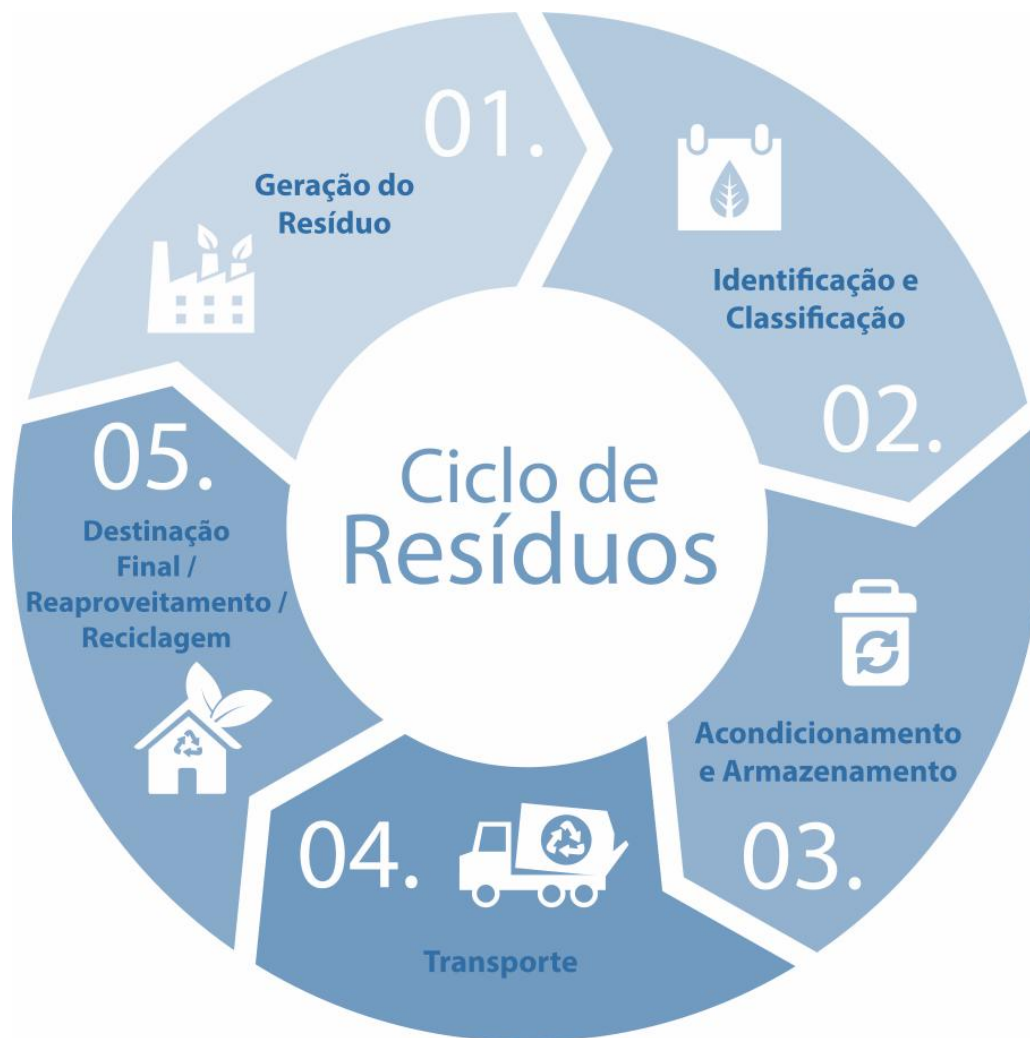 01.
Geração do
Resíduo
Identificação e
Classificação
02.
Acondicionamento
e Armazenamento
03.
04.
Transporte
05.
Destinação
Final /
Reaproveitamento /
Reciclagem
Ciclo de
Resíduos